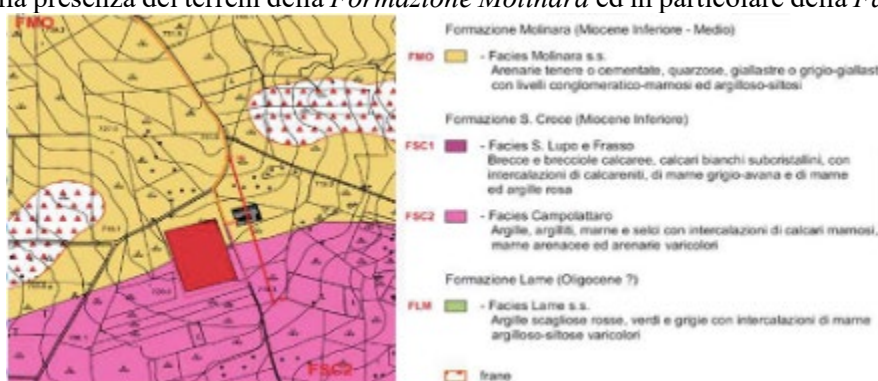 na presenza dei terreni della Formazione Molinara ed in particolare della
FMO
FSC2
Formazione Molinara (Miocene Inferiore - Medio)
FMO - Facies Molinara s.s.
Arenarie tenere o cementate, quarzose, giallastre o grigio-giallast
con livelli conglomeratico-marnosi ed argilloso-siltosi
Formazione S. Croce (Miocene Inferiore)
FSC1 - Facies S. Lupo e Frasso
Brecce e brecciole calcaree, calcari bianchi subcristallini, con
intercalazioni di calcareniti, di marne grigio-avana e di marne
ed argille rosa
FSC2 - Facies Campolattaro
Argille, argilliti, marne e selci con intercalazioni di calcari marnosi,
marne arenacee ed arenarie varicolori
Formazione Lame (Oligocene ?)
FLM - Facies Lame s.s.
Argille scagliose rosse, verdi e grigie con intercalazioni di marne
argilloso-siltose varicolori
frane